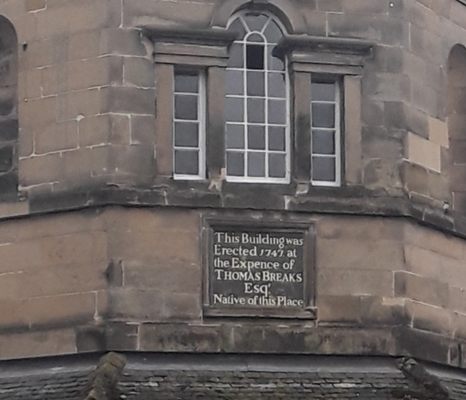 This Building was
Erected 1747 at
the Expence of
THOMAS BREAKS
Esqr.
Native of this Place